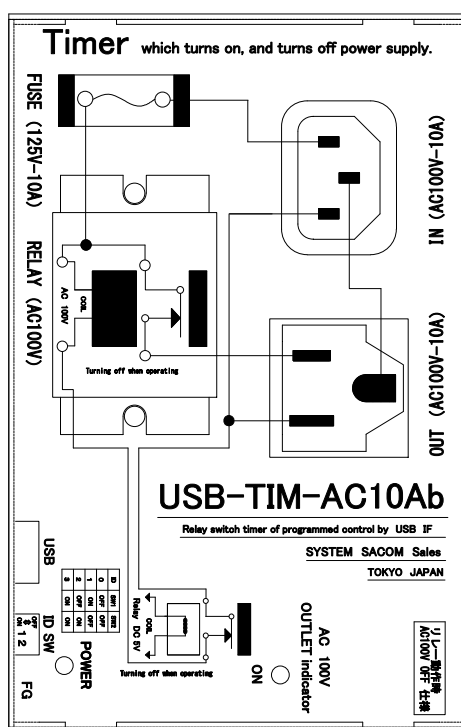 Timer which turns on, and turns off power supply.
FUSE (125V-10A)
IN (AC100V-10A)
RELAY (AC100V)
AC 100V
COIL
Turning off when operating
OUT (AC100V-10A)
USB-TIM-AC10Ab
Relay switch timer of programmed control by USB IF
SYSTEM SACOM Sales
TOKYO JAPAN
USB
ID SW1 SW2
0 OFF OFF
1 ON OFF
2 OFF ON
3 ON ON
Relay DC 5V
COIL
Turning off when operating
AC 100V
OUTLET indicator
ON
POWER
ID SW
OFF
ON
1 2
FG
リレー動作時
AC100V OFF 仕様